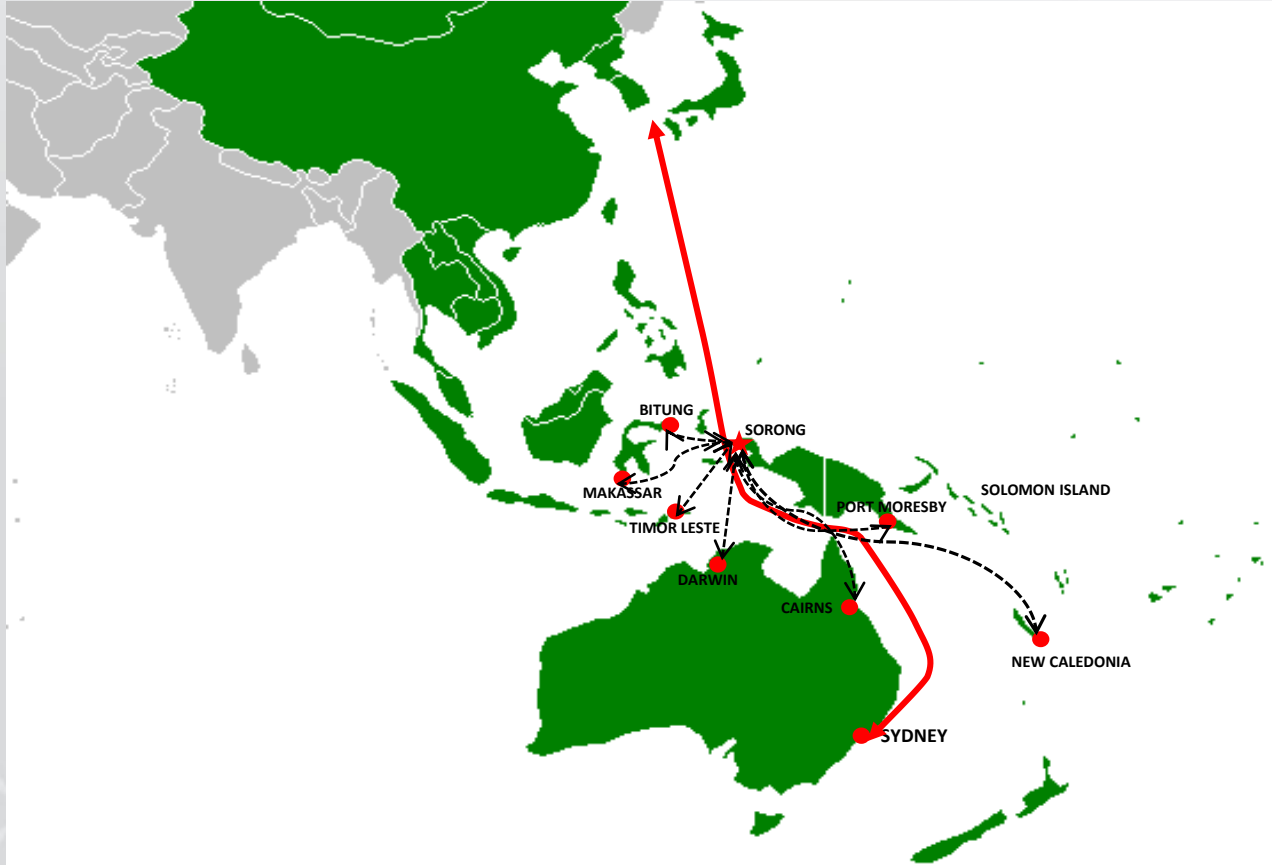 BITUNG
SORONG
MAKASSAR
SOLOMON ISLAND
PORT MORESBY
TIMOR LESTE
DARWIN
CAIRNS
NEW CALEDONIA
SYDNEY